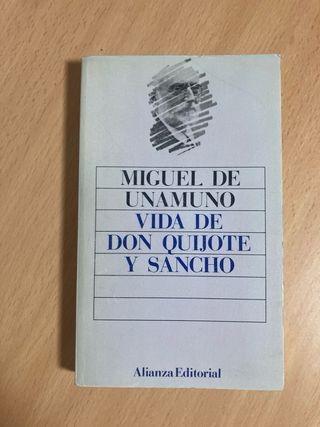 MIGUEL DE
UNAMUNO
VIDA DE
DON QUIJOTE
Y SANCHO
Alianza Editorial